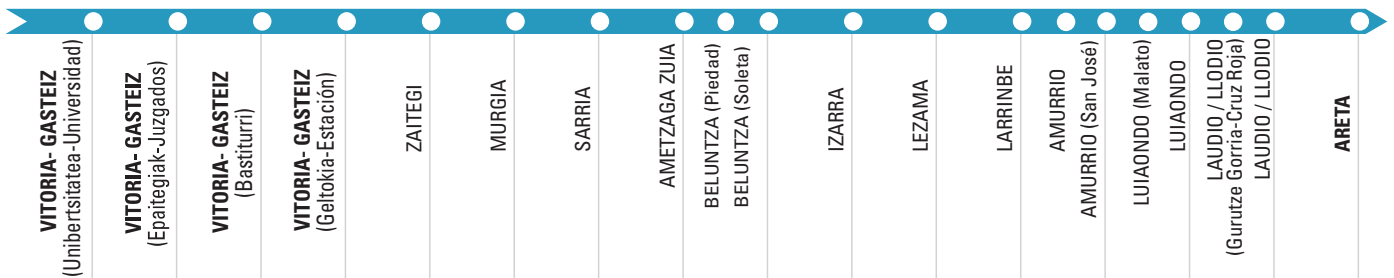 VITORIA- GASTEIZ
(Unibertsitatea-Universidad)
VITORIA- GASTEIZ
(Epaitegiak-Juzgados)
VITORIA- GASTEIZ
(Bastiturri)
VITORIA- GASTEIZ
(Geltokia-Estación)
ZAITEGI
MURGIA
SARRIA
AMETZAGA ZUIA
BELUNTZA (Piedad)
BELUNTZA (Soleta)
IZARRA
LEZAMA
LARRINBE
AMURRIO
AMURRIO (San José)
LUIAONDO (Malato)
LUIAONDO
LAUDIO / LLODIO
(Gurutze Gorria-Cruz Roja)
LAUDIO / LLODIO
ARETA